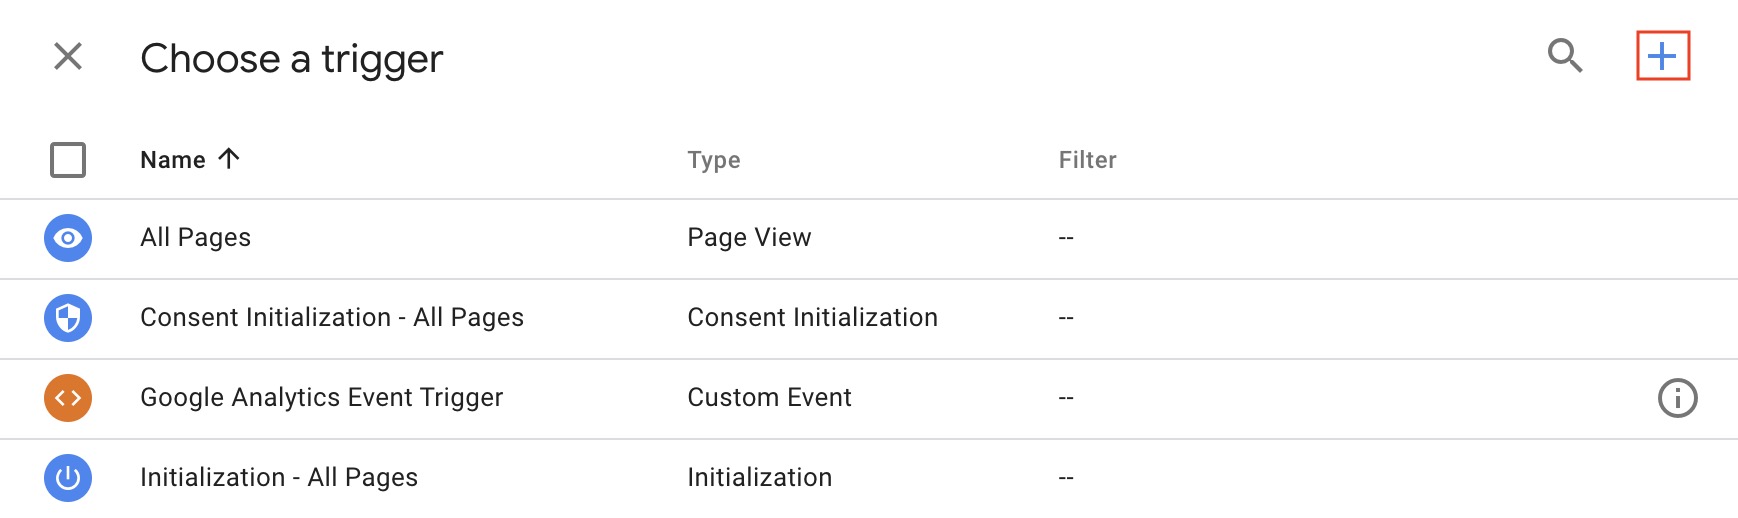 Choose a trigger
Name Type Filter
All Pages Page View --
Consent Initialization - All Pages Consent Initialization --
Google Analytics Event Trigger Custom Event --
Initialization - All Pages Initialization --